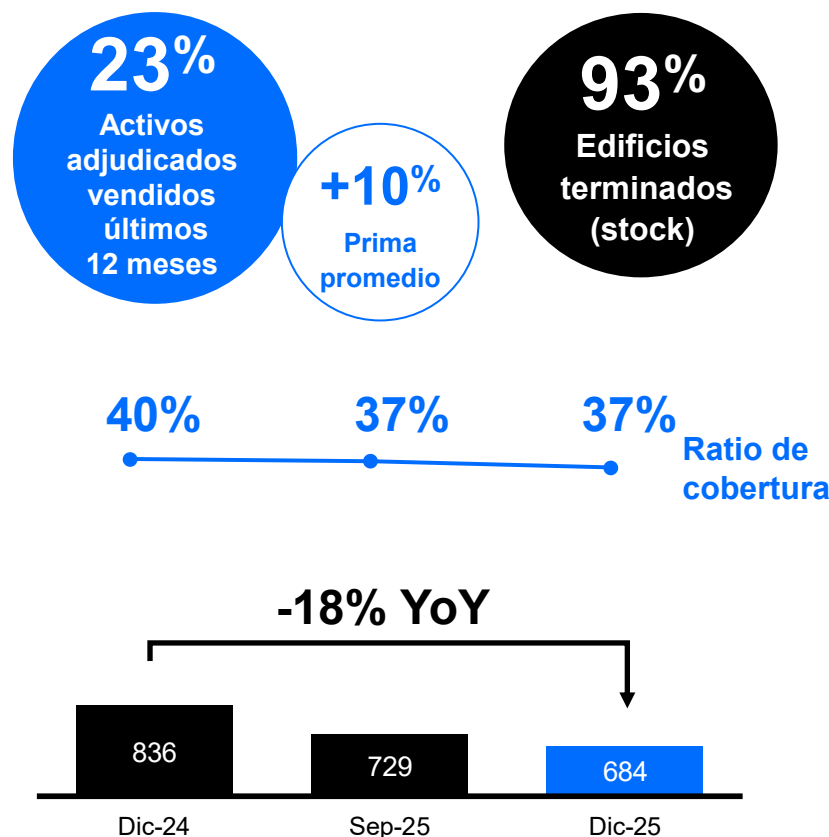 23%
Activos
adjudicados
vendidos
últimos
12 meses
+10%
Prima
promedio
93%
Edificios
terminados
(stock)
40%
37%
37%
Ratio de
cobertura
-18% YoY
836
729
684
Dic-24
Sep-25
Dic-25